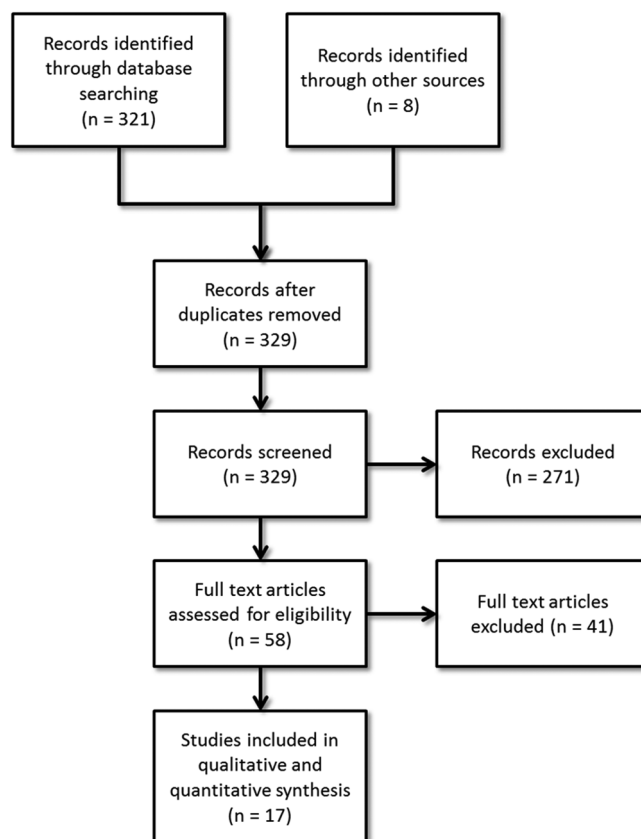 Records identified
through database
searching
(n = 321)
Records identified
through other sources
(n = 8)
Records after
duplicates removed
(n = 329)
Records screened
(n = 329)
Records excluded
(n = 271)
Full text articles
assessed for eligibility
(n = 58)
Full text articles
excluded (n = 41)
Studies included in
qualitative and
quantitative synthesis
(n = 17)